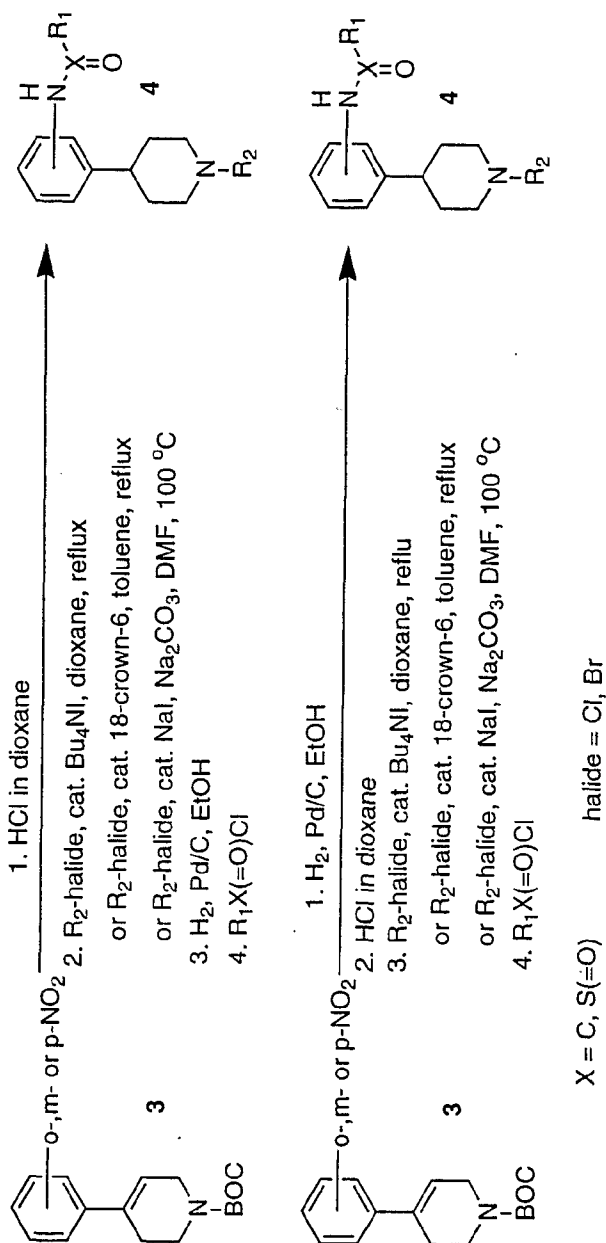 o-,m- or p-NO2
3
N
BOC
1. HCl in dioxane
2. R2-halide, cat. Bu4NI, dioxane, reflux
or R2-halide, cat. 18-crown-6, toluene, reflux
or R2-halide, cat. NaI, Na2CO3, DMF, 100 °C
3. H2, Pd/C, EtOH
4. R1X(=O)Cl
H
N
X
R1
O
4
N
R2
o-,m- or p-NO2
3
N
BOC
1. H2, Pd/C, EtOH
2. HCl in dioxane
3. R2-halide, cat. Bu4NI, dioxane, reflu
or R2-halide, cat. 18-crown-6, toluene, reflux
or R2-halide, cat. NaI, Na2CO3, DMF, 100 °C
4. R1X(=O)Cl
H
N
X
R1
O
4
N
R2
X = C, S(=O)
halide = Cl, Br